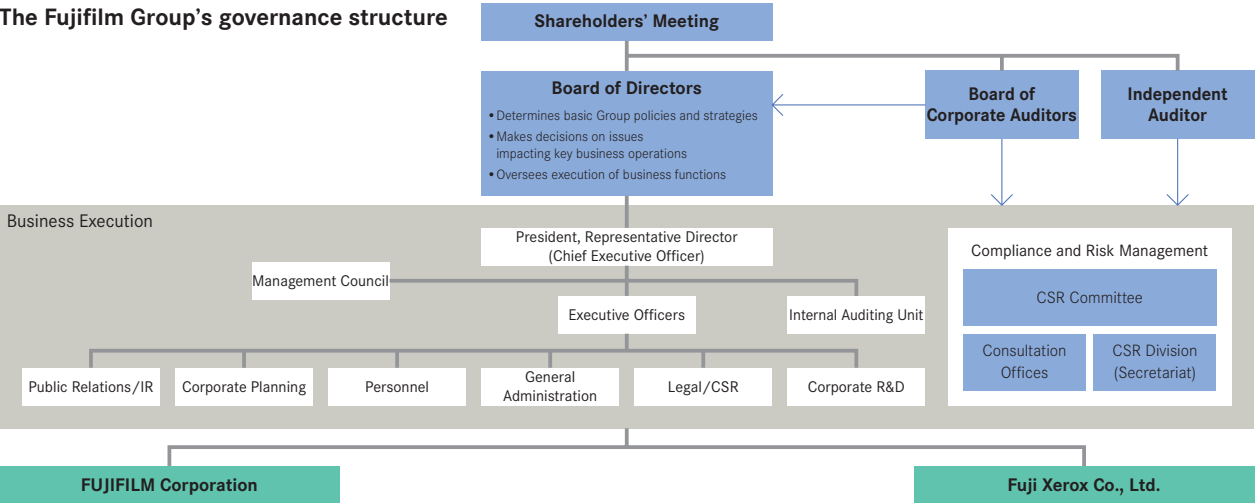 The Fujifilm Group’s governance structure
Shareholders’ Meeting
Board of Directors
• Determines basic Group policies and strategies
• Makes decisions on issues
impacting key business operations
• Oversees execution of business functions
Board of
Corporate Auditors
Independent
Auditor
Business Execution
President, Representative Director
(Chief Executive Officer)
Management Council
Executive Officers
Internal Auditing Unit
Public Relations/IR
Corporate Planning
Personnel
General
Administration
Legal/CSR
Corporate R&D
Compliance and Risk Management
CSR Committee
Consultation
Offices
CSR Division
(Secretariat)
FUJIFILM Corporation
Fuji Xerox Co., Ltd.